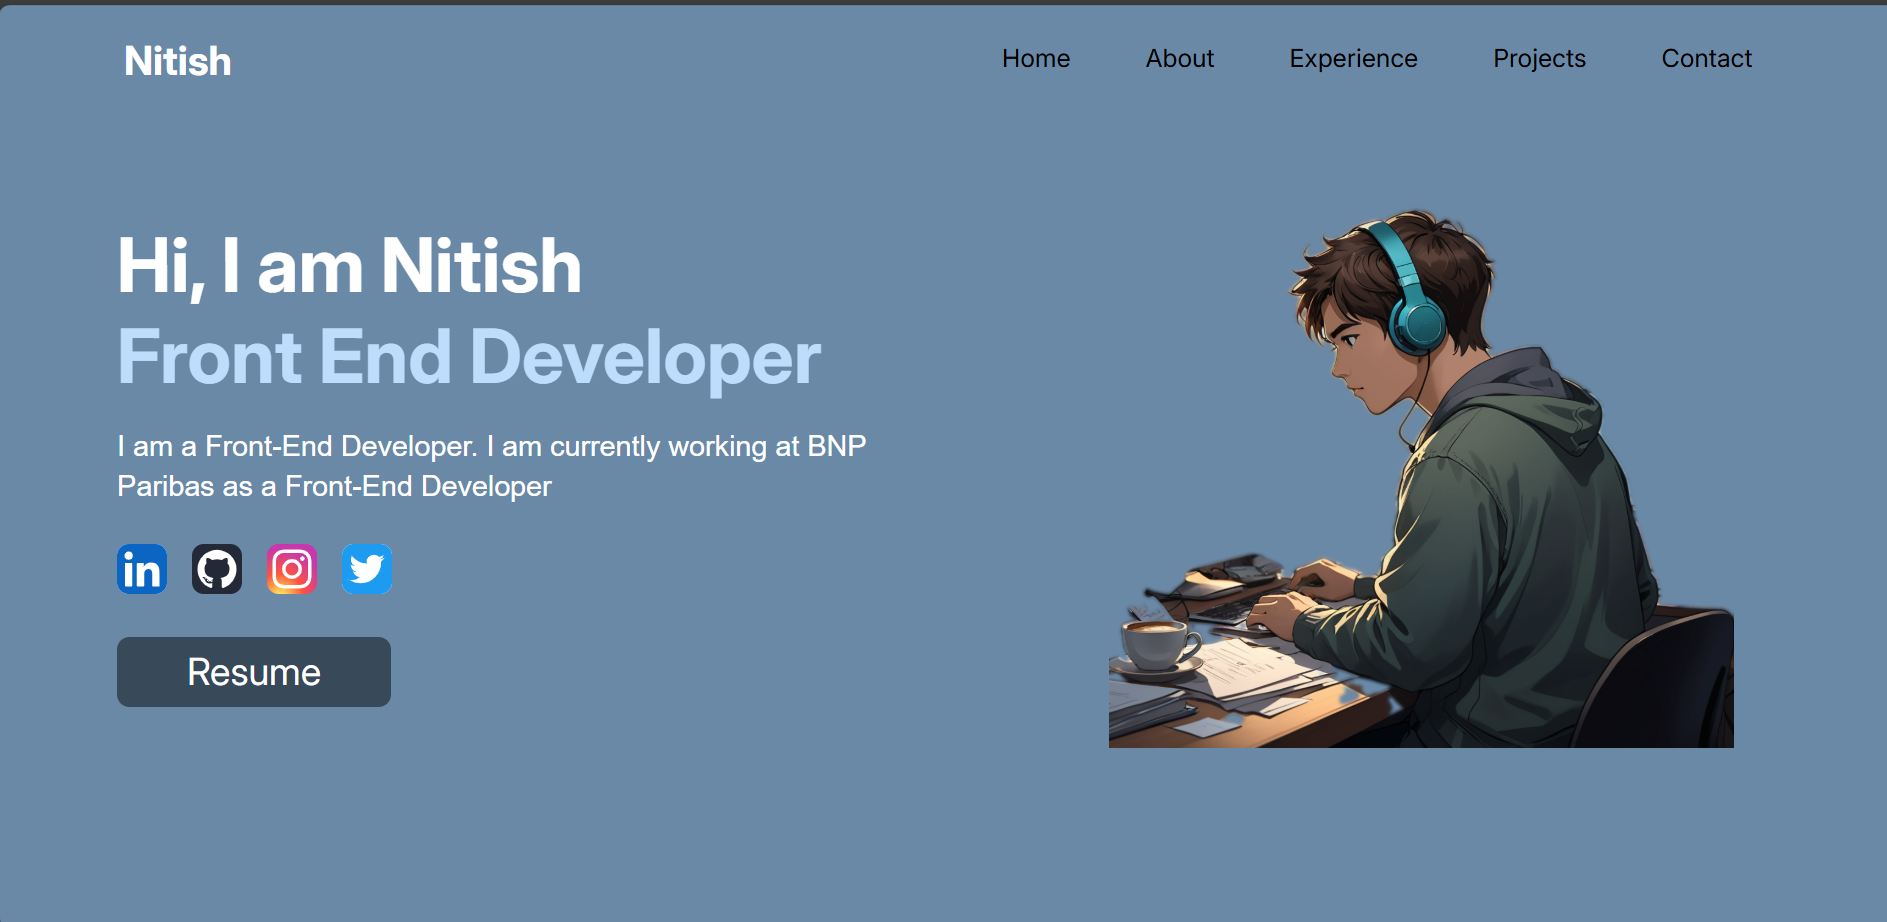 Nitish
Home About Experience Projects Contact
Hi, I am Nitish
Front End Developer
I am a Front-End Developer. I am currently working at BNP
Paribas as a Front-End Developer
in
Resume